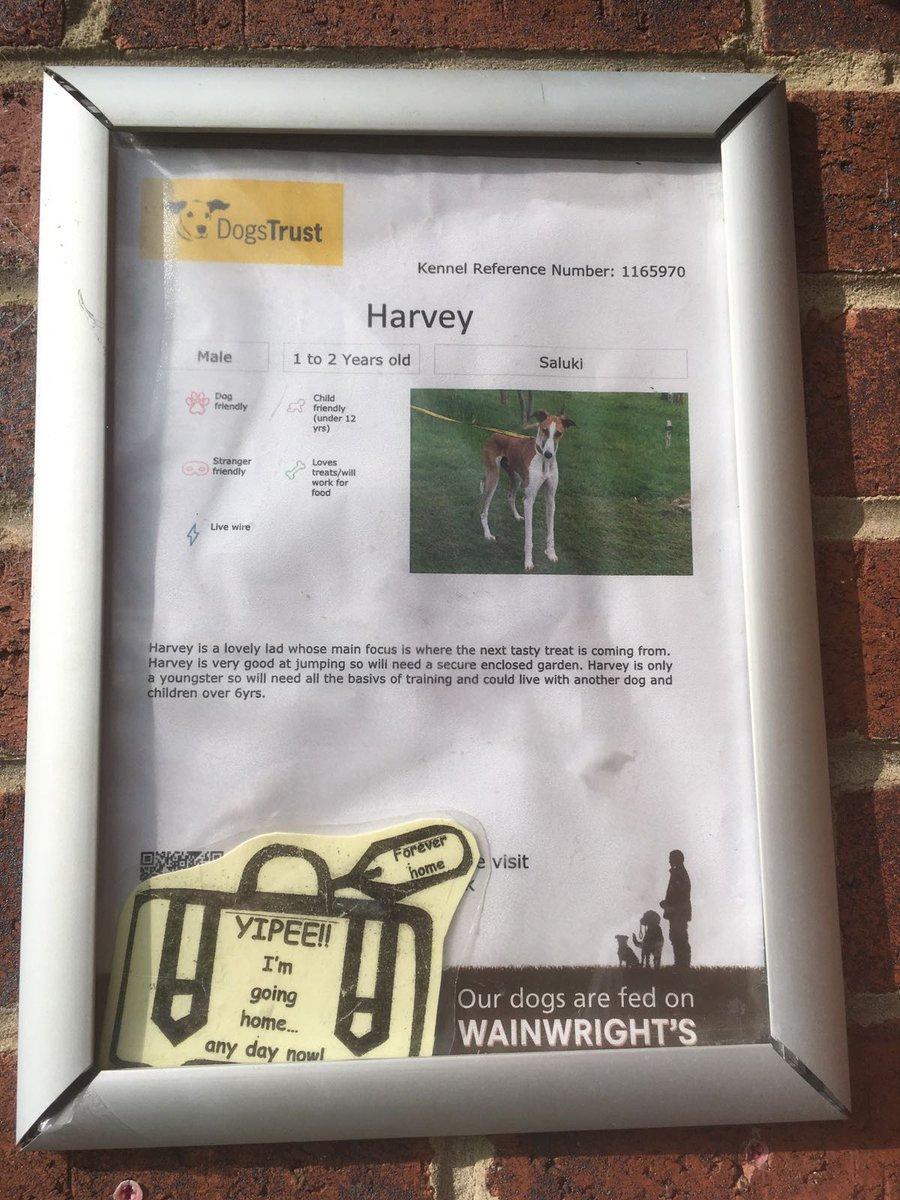 DogsTrust
Kennel Reference Number: 1165970
Harvey
Male
1 to 2 Years old
Saluki
Dog
friendly
Child
friendly
(under 12
yrs)
Stranger
friendly
Loves
treats/will
work for
food
Live wire
Harvey is a lovely lad whose main focus is where the next tasty treat is coming from.
Harvey is very good at jumping so will need a secure enclosed garden. Harvey is only
a youngster so will need all the basivs of training and could live with another dog and
children over 6yrs.
visit
Forever
home
YIPEE!!
I'm
going
home...
any day now!
Our dogs are fed on
WAINWRIGHT'S